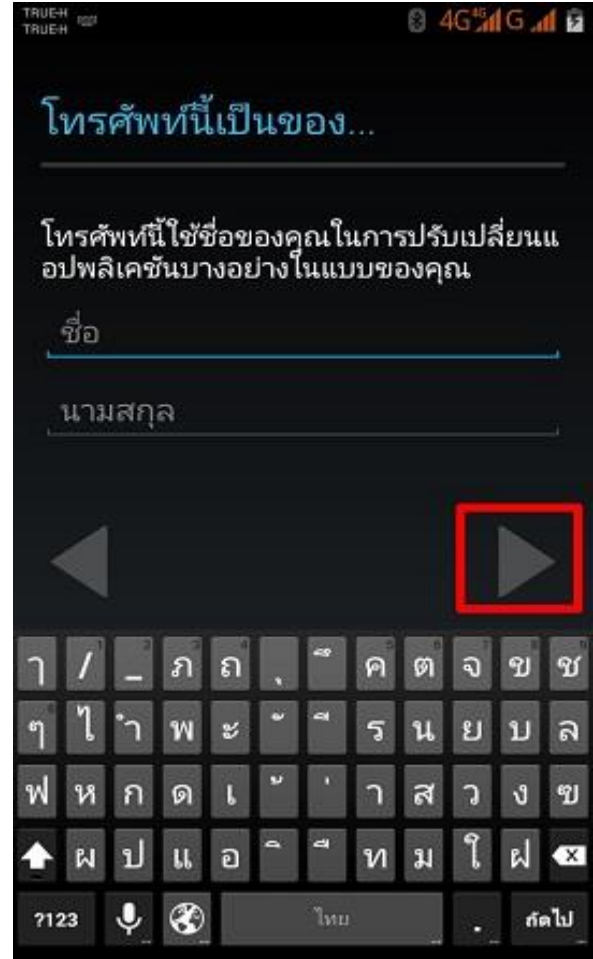 TRUE-H
TRUE-H
4G 4G G
โทรศัพท์นี้เป็นของ...
โทรศัพท์นี้ใช้ชื่อของคุณในการปรับเปลี่ยนแ
อปพลิเคชันบางอย่างในแบบของคุณ
ชื่อ
นามสกุล
ๅ / _ ภ ถ ุ ึ ค ต จ ข ช
ๆ ไ ำ พ ะ ั ี ร น ย บ ล
ฟ ห ก ด เ ้ ่ า ส ว ง ฃ
ผ ป แ อ ิ ื ท ม ใ ฝ
?123 ไทย . ถัดไป